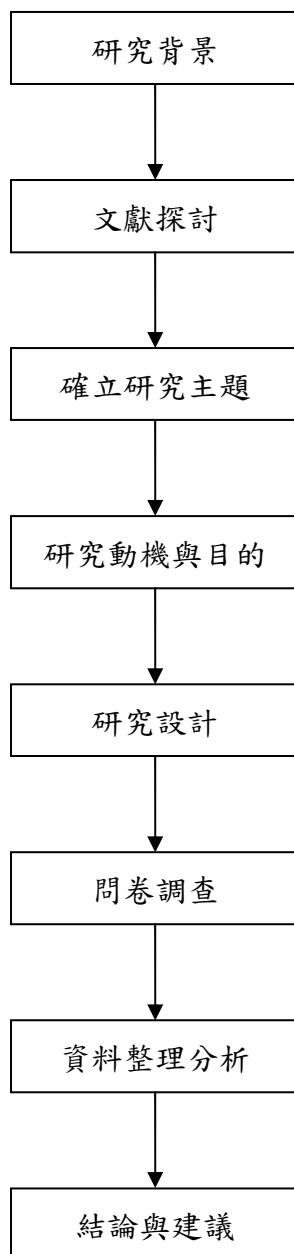 研究背景
文獻探討
確立研究主題
研究動機與目的
研究設計
問卷調查
資料整理分析
結論與建議